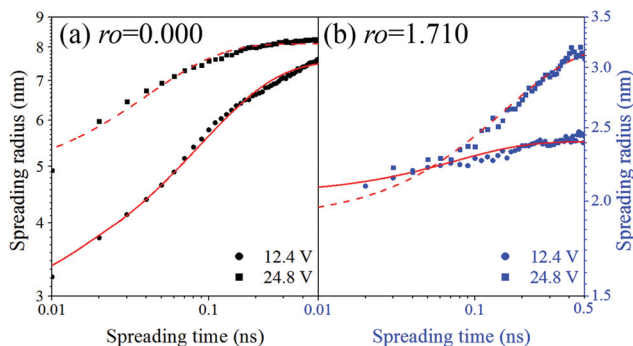 (a) ro=0.000
(b) ro=1.710
Spreading radius (nm)
9
8
7
6
5
4
3
12.4 V
24.8 V
12.4 V
24.8 V
3.5
3.0
2.5
2.0
1.5
Spreading radius (nm)
0.01
0.1
0.01
0.1
0.5
Spreading time (ns)
Spreading time (ns)